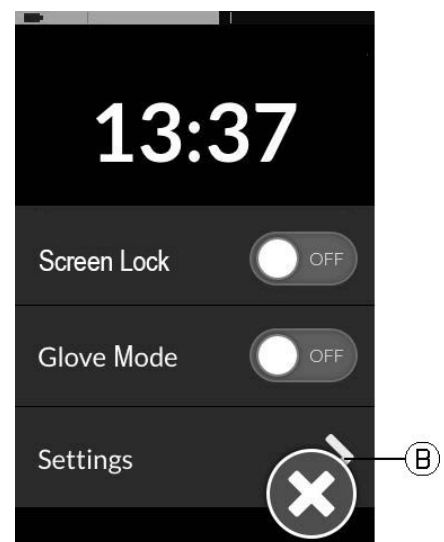 13:37
Screen Lock
OFF
Glove Mode
OFF
Settings
B